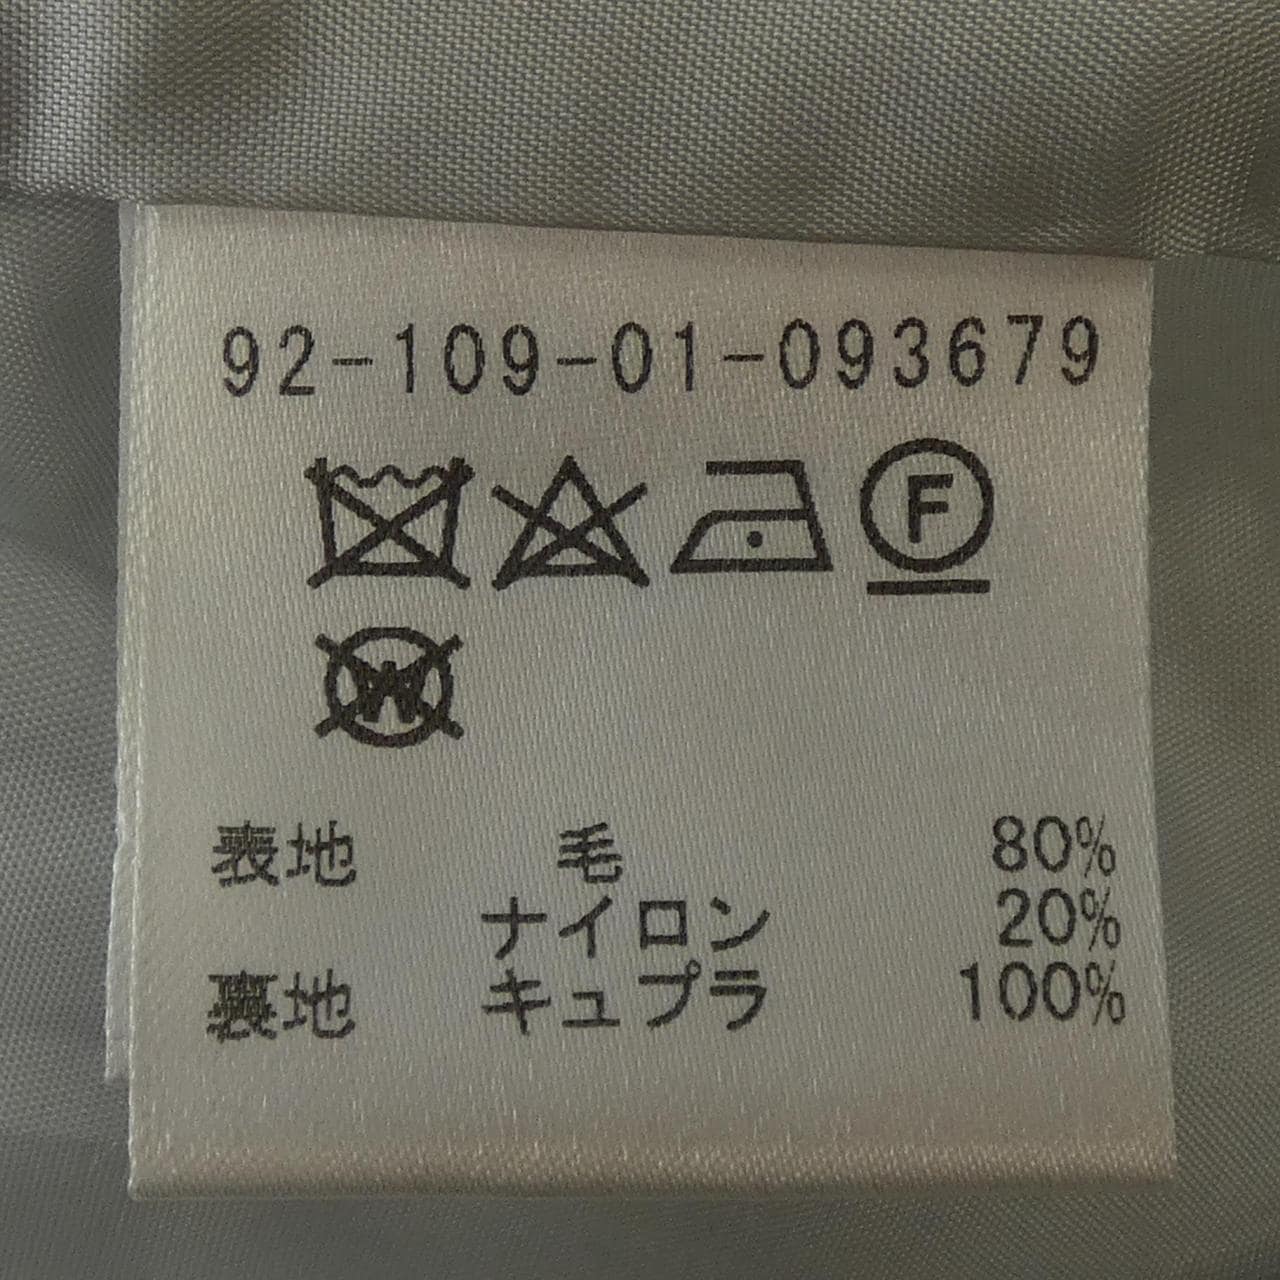 92-109-01-093679
F
W
表地 毛 80%
ナイロン 20%
裏地 キュプラ 100%